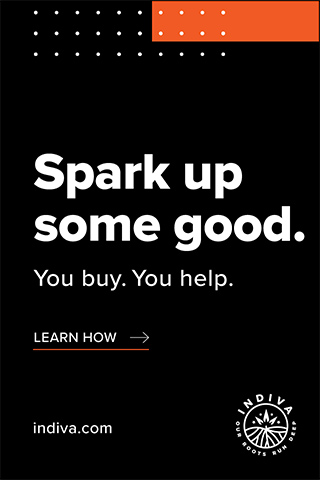 Spark up
some good.
You buy. You help.
LEARN HOW
indiva.com
INDIVA
OUR ROOTS RUN DEEP